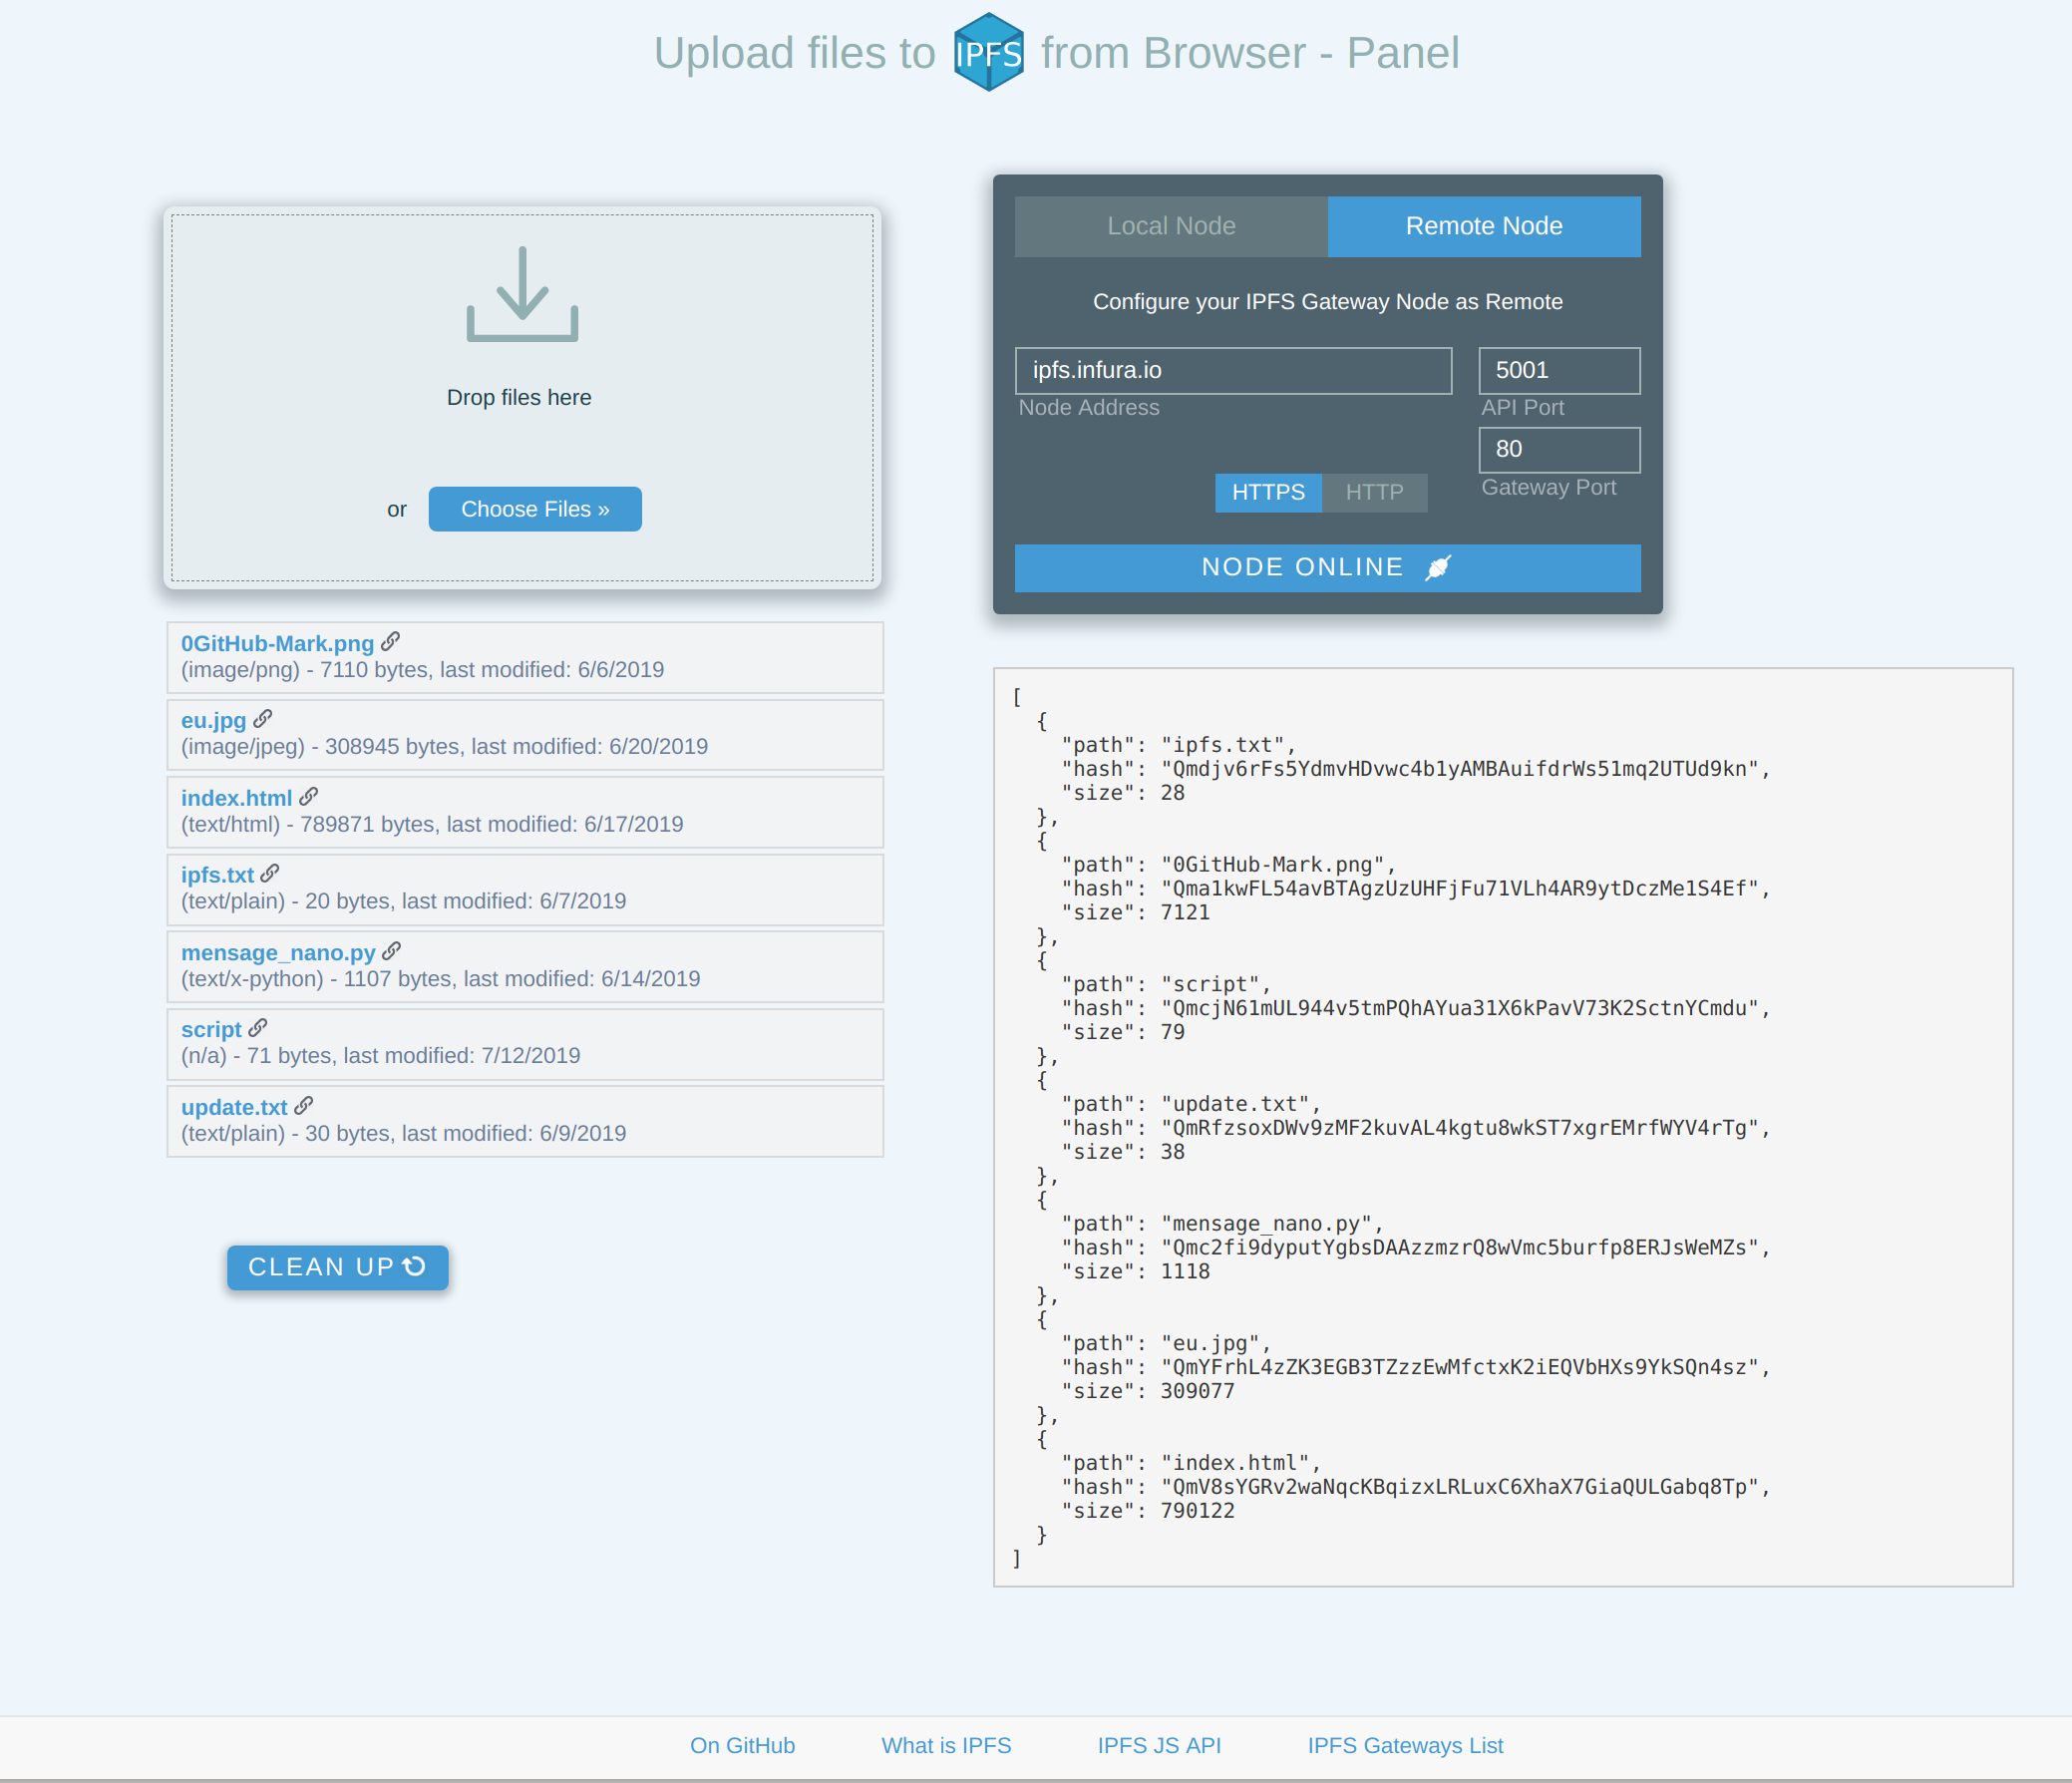 Upload files to IPFS from Browser - Panel
Drop files here
or Choose Files »
0GitHub-Mark.png
(image/png) - 7110 bytes, last modified: 6/6/2019
eu.jpg
(image/jpeg) - 308945 bytes, last modified: 6/20/2019
index.html
(text/html) - 789871 bytes, last modified: 6/17/2019
ipfs.txt
(text/plain) - 20 bytes, last modified: 6/7/2019
mensage_nano.py
(text/x-python) - 1107 bytes, last modified: 6/14/2019
script
(n/a) - 71 bytes, last modified: 7/12/2019
update.txt
(text/plain) - 30 bytes, last modified: 6/9/2019
CLEAN UP
Local Node Remote Node
Configure your IPFS Gateway Node as Remote
ipfs.infura.io 5001
Node Address API Port
80
HTTPS HTTP Gateway Port
NODE ONLINE
[
  {
    "path": "ipfs.txt",
    "hash": "Qmdjv6rFs5YdmvHDvwc4b1yAMBAuifdrWs51mq2UTUd9kn",
    "size": 28
  },
  {
    "path": "0GitHub-Mark.png",
    "hash": "Qma1kwFL54avBTAgzUzUHFjFu71VLh4AR9ytDczMe1S4Ef",
    "size": 7121
  },
  {
    "path": "script",
    "hash": "QmcjN61mUL944v5tmPQhAYua31X6kPavV73K2SctnYCmdu",
    "size": 79
  },
  {
    "path": "update.txt",
    "hash": "QmRfzsoxDWv9zMF2kuvAL4kgtu8wkST7xgrEMrfWYV4rTg",
    "size": 38
  },
  {
    "path": "mensage_nano.py",
    "hash": "Qmc2fi9dyputYgbsDAAzzmzrQ8wVmc5burfp8ERJsWeMZs",
    "size": 1118
  },
  {
    "path": "eu.jpg",
    "hash": "QmYFrhL4zZK3EGB3TZzzEwMfctxK2iEQVbHXs9YkSQn4sz",
    "size": 309077
  },
  {
    "path": "index.html",
    "hash": "QmV8sYGRv2waNqcKBqizxLRLuxC6XhaX7GiaQULGabq8Tp",
    "size": 790122
  }
]
On GitHub What is IPFS IPFS JS API IPFS Gateways List